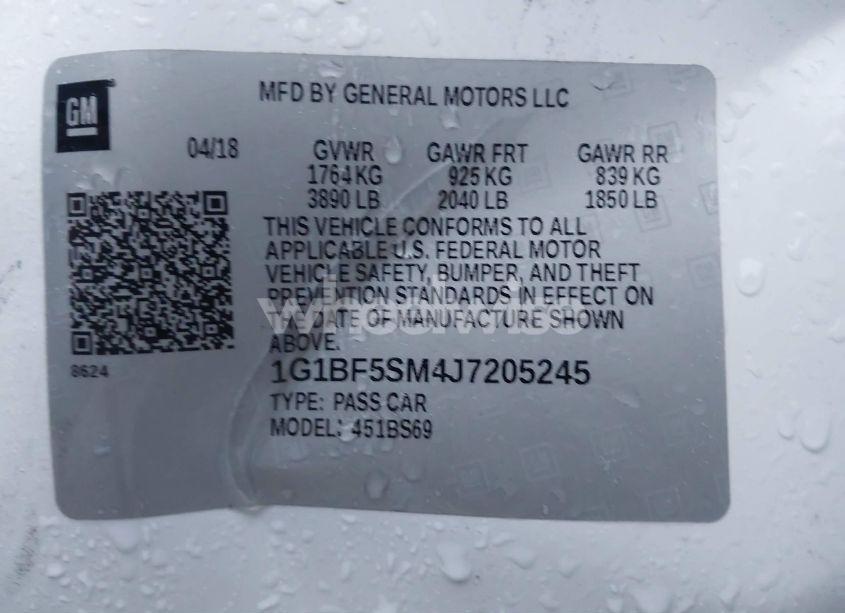 GM
MFD BY GENERAL MOTORS LLC
04/18 GVWR GAWR FRT GAWR RR
1764 KG 925 KG 839 KG
3890 LB 2040 LB 1850 LB
THIS VEHICLE CONFORMS TO ALL
APPLICABLE U.S. FEDERAL MOTOR
VEHICLE SAFETY, BUMPER, AND THEFT
PREVENTION STANDARDS IN EFFECT ON
THE DATE OF MANUFACTURE SHOWN
ABOVE.
8624
1G1BF5SM4J7205245
TYPE: PASS CAR
MODEL: 451BS69